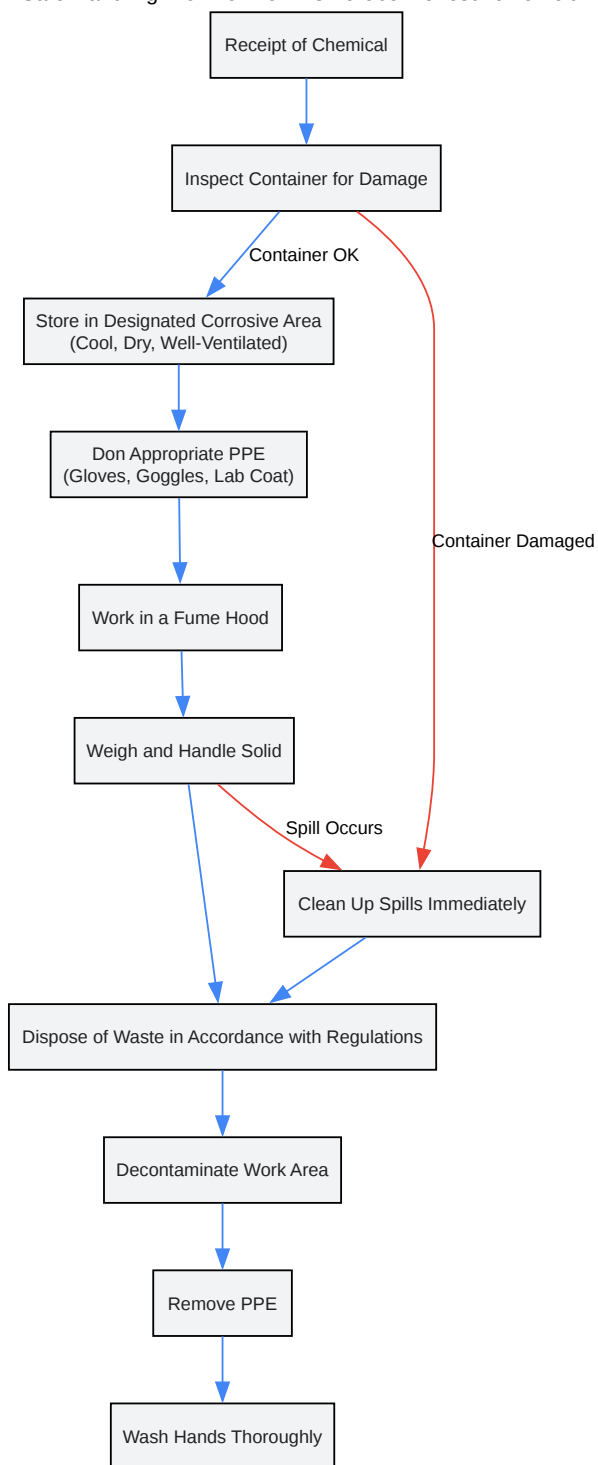 Receipt of Chemical
Inspect Container for Damage
Container OK
Store in Designated Corrosive Area
(Cool, Dry, Well-Ventilated)
Don Appropriate PPE
(Gloves, Goggles, Lab Coat)
Container Damaged
Work in a Fume Hood
Weigh and Handle Solid
Spill Occurs
Clean Up Spills Immediately
Dispose of Waste in Accordance with Regulations
Decontaminate Work Area
Remove PPE
Wash Hands Thoroughly